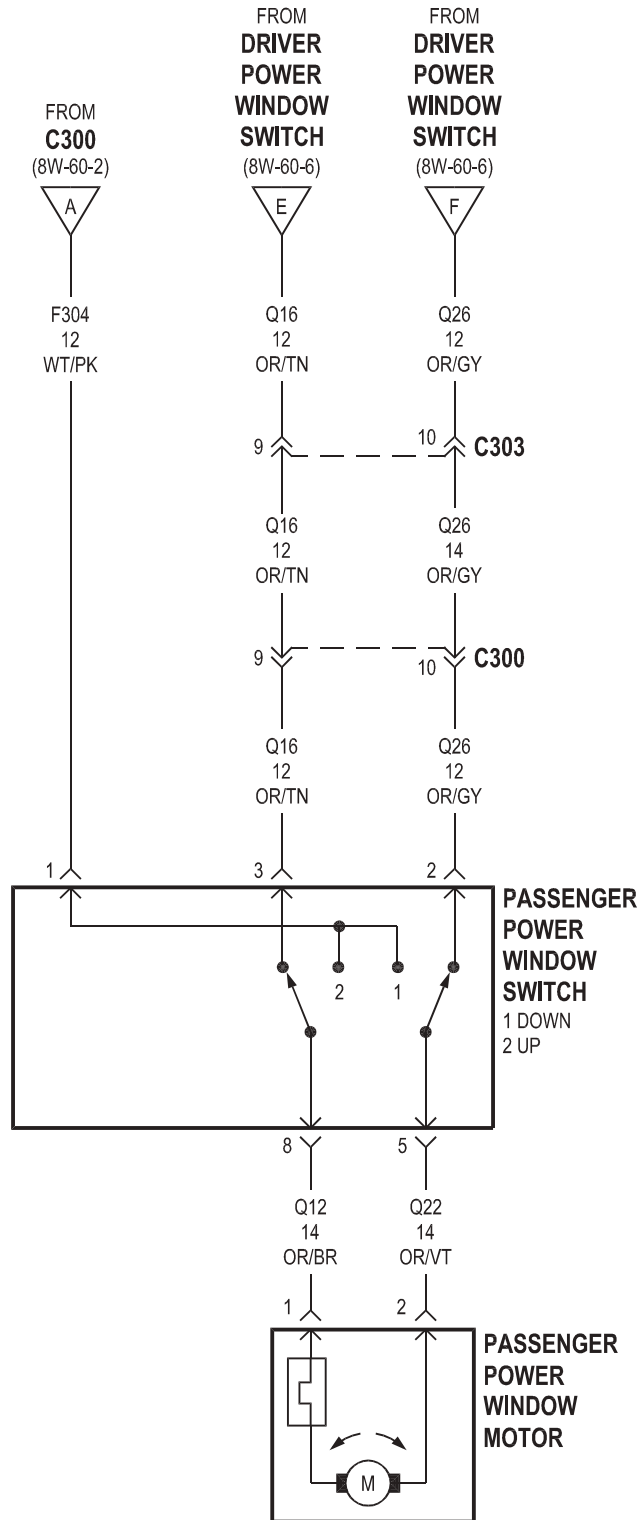 FROM
C300
(8W-60-2)
A
FROM
DRIVER
POWER
WINDOW
SWITCH
(8W-60-6)
E
FROM
DRIVER
POWER
WINDOW
SWITCH
(8W-60-6)
F
F304
12
WT/PK
Q16
12
OR/TN
Q26
12
OR/GY
9
10
C303
Q16
12
OR/TN
Q26
14
OR/GY
9
10
C300
Q16
12
OR/TN
Q26
12
OR/GY
1
3
2
PASSENGER
POWER
WINDOW
SWITCH
1 DOWN
2 UP
2
1
8
5
Q12
14
OR/BR
Q22
14
OR/VT
1
2
PASSENGER
POWER
WINDOW
MOTOR
M